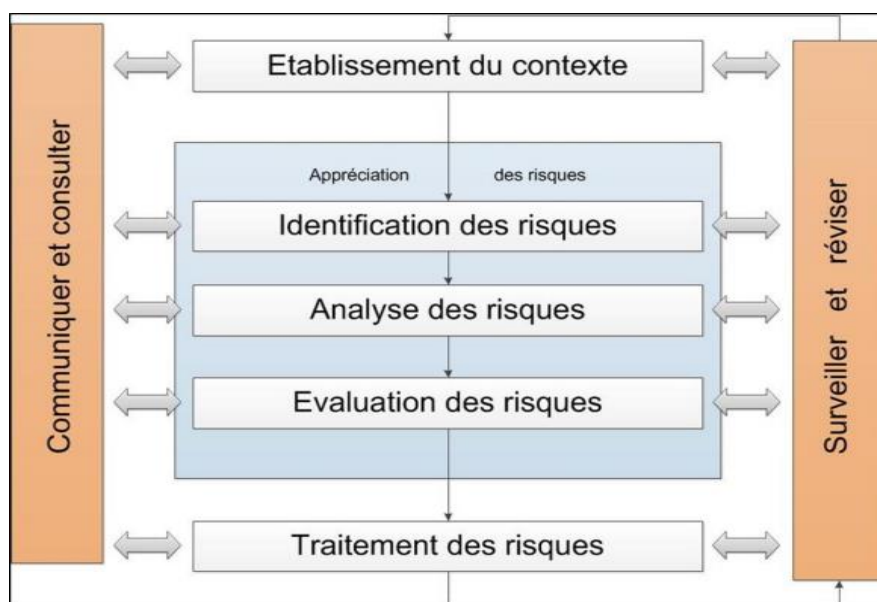 Etablissement du contexte
Communiquer et consulter
Appréciation des risques
Identification des risques
Analyse des risques
Evaluation des risques
Traitement des risques
Surveiller et réviser